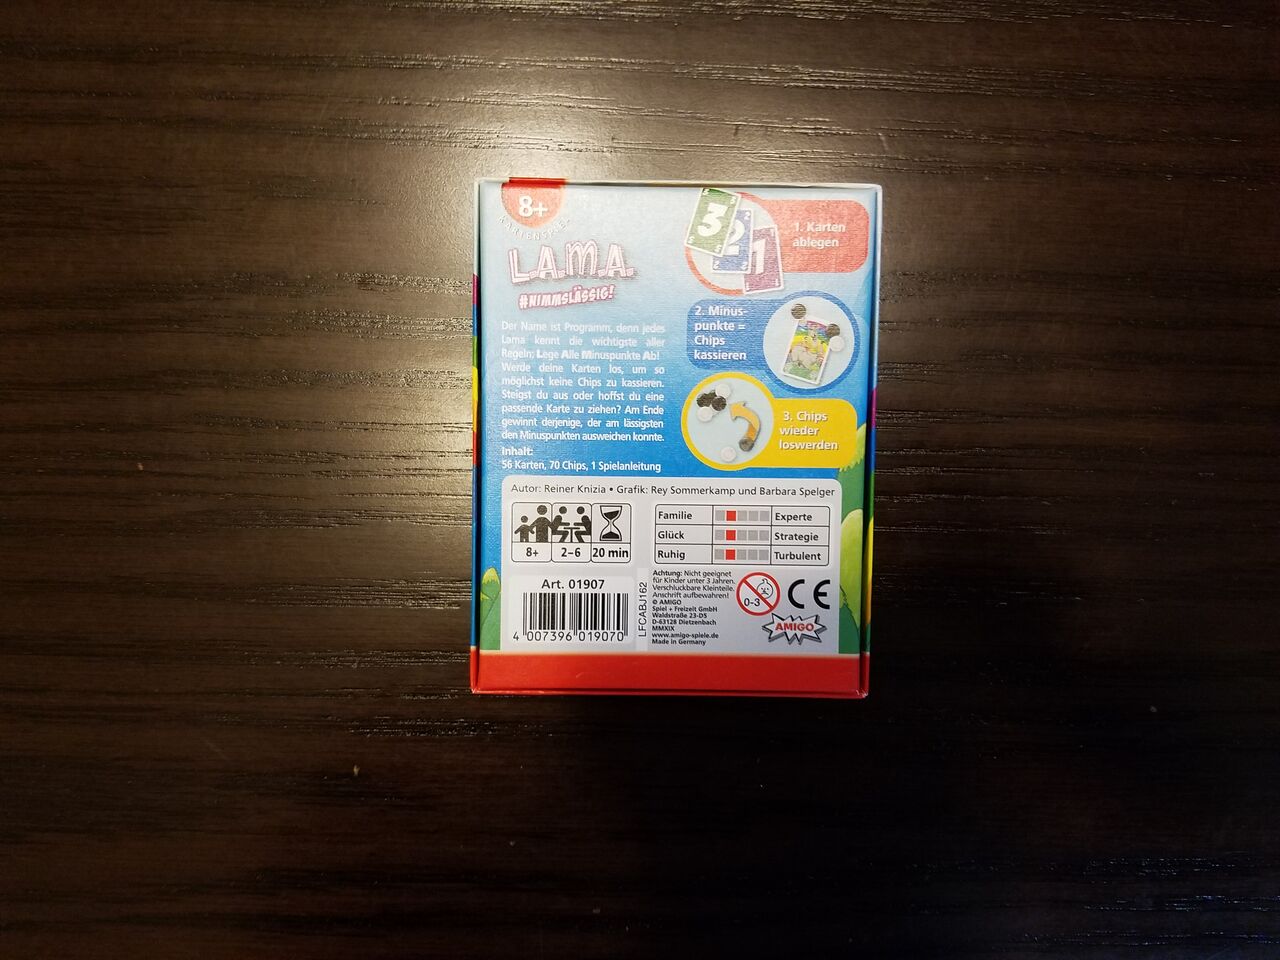 8+
KARTENSPIEL
L.A.M.A.
#NIMMSLÄSSIG!
Der Name ist Programm, denn jedes
Lama kennt die wichtigste aller
Regeln: Lege Alle Minuspunkte Ab!
Werde deine Karten los, um so
möglichst keine Chips zu kassieren.
Steigst du aus oder hoffst du eine
passende Karte zu ziehen? Am Ende
gewinnt derjenige, der am lässigsten
den Minuspunkten ausweichen konnte.
Inhalt:
56 Karten, 70 Chips, 1 Spielanleitung
3
2
1
1. Karten
ablegen
2. Minus-
punkte =
Chips
kassieren
3. Chips
wieder
loswerden
Autor: Reiner Knizia • Grafik: Rey Sommerkamp und Barbara Spelger
8+ 2–6 20 min
Familie Experte
Glück Strategie
Ruhig Turbulent
Art. 01907
4 007396 019070
LFCABJ162
Achtung: Nicht geeignet
für Kinder unter 3 Jahren.
Verschluckbare Kleinteile.
Anschrift aufbewahren!
© AMIGO
Spiel + Freizeit GmbH
Waldstraße 23-D5
D-63128 Dietzenbach
MMXIX
www.amigo-spiele.de
Made in Germany
0-3
CE
AMIGO